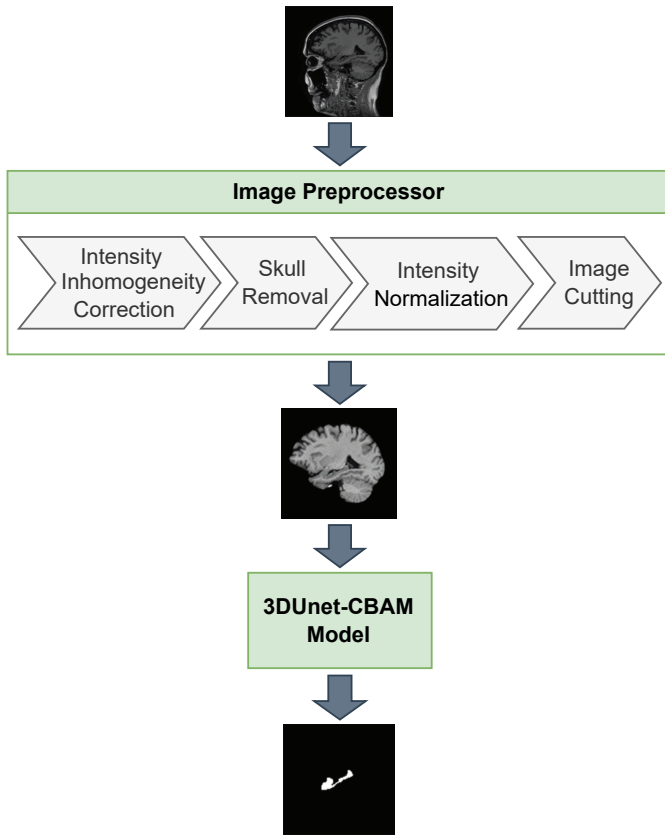 Image Preprocessor
Intensity
Inhomogeneity
Correction
Skull
Removal
Intensity
Normalization
Image
Cutting
3DUnet-CBAM
Model